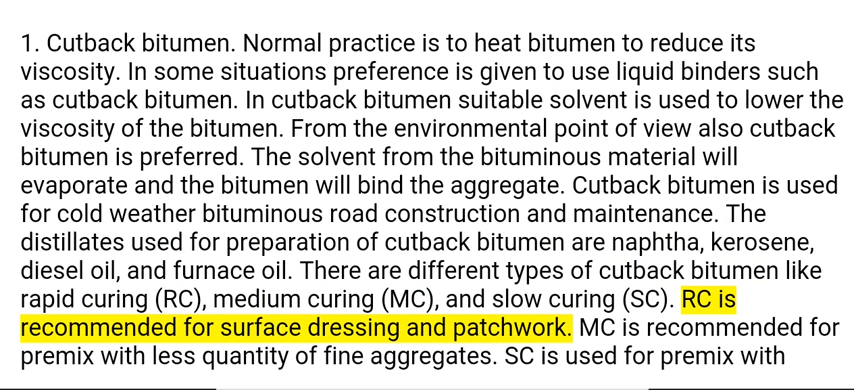 1. Cutback bitumen. Normal practice is to heat bitumen to reduce its
viscosity. In some situations preference is given to use liquid binders such
as cutback bitumen. In cutback bitumen suitable solvent is used to lower the
viscosity of the bitumen. From the environmental point of view also cutback
bitumen is preferred. The solvent from the bituminous material will
evaporate and the bitumen will bind the aggregate. Cutback bitumen is used
for cold weather bituminous road construction and maintenance. The
distillates used for preparation of cutback bitumen are naphtha, kerosene,
diesel oil, and furnace oil. There are different types of cutback bitumen like
rapid curing (RC), medium curing (MC), and slow curing (SC). RC is
recommended for surface dressing and patchwork. MC is recommended for
premix with less quantity of fine aggregates. SC is used for premix with